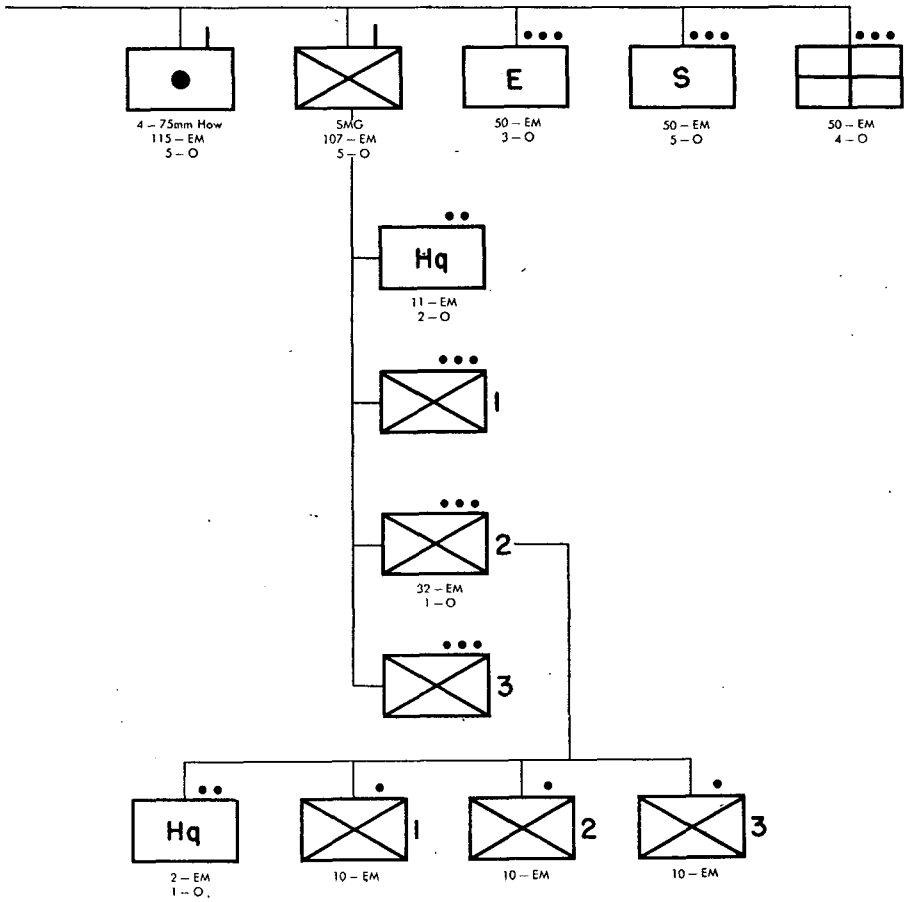 E
S
4 – 75mm How
115 – EM
5 – O
SMG
107 – EM
5 – O
50 – EM
3 – O
50 – EM
5 – O
50 – EM
4 – O
Hq
11 – EM
2 – O
1
2
32 – EM
1 – O
3
Hq
1
2
3
2 – EM
1 – O
10 – EM
10 – EM
10 – EM